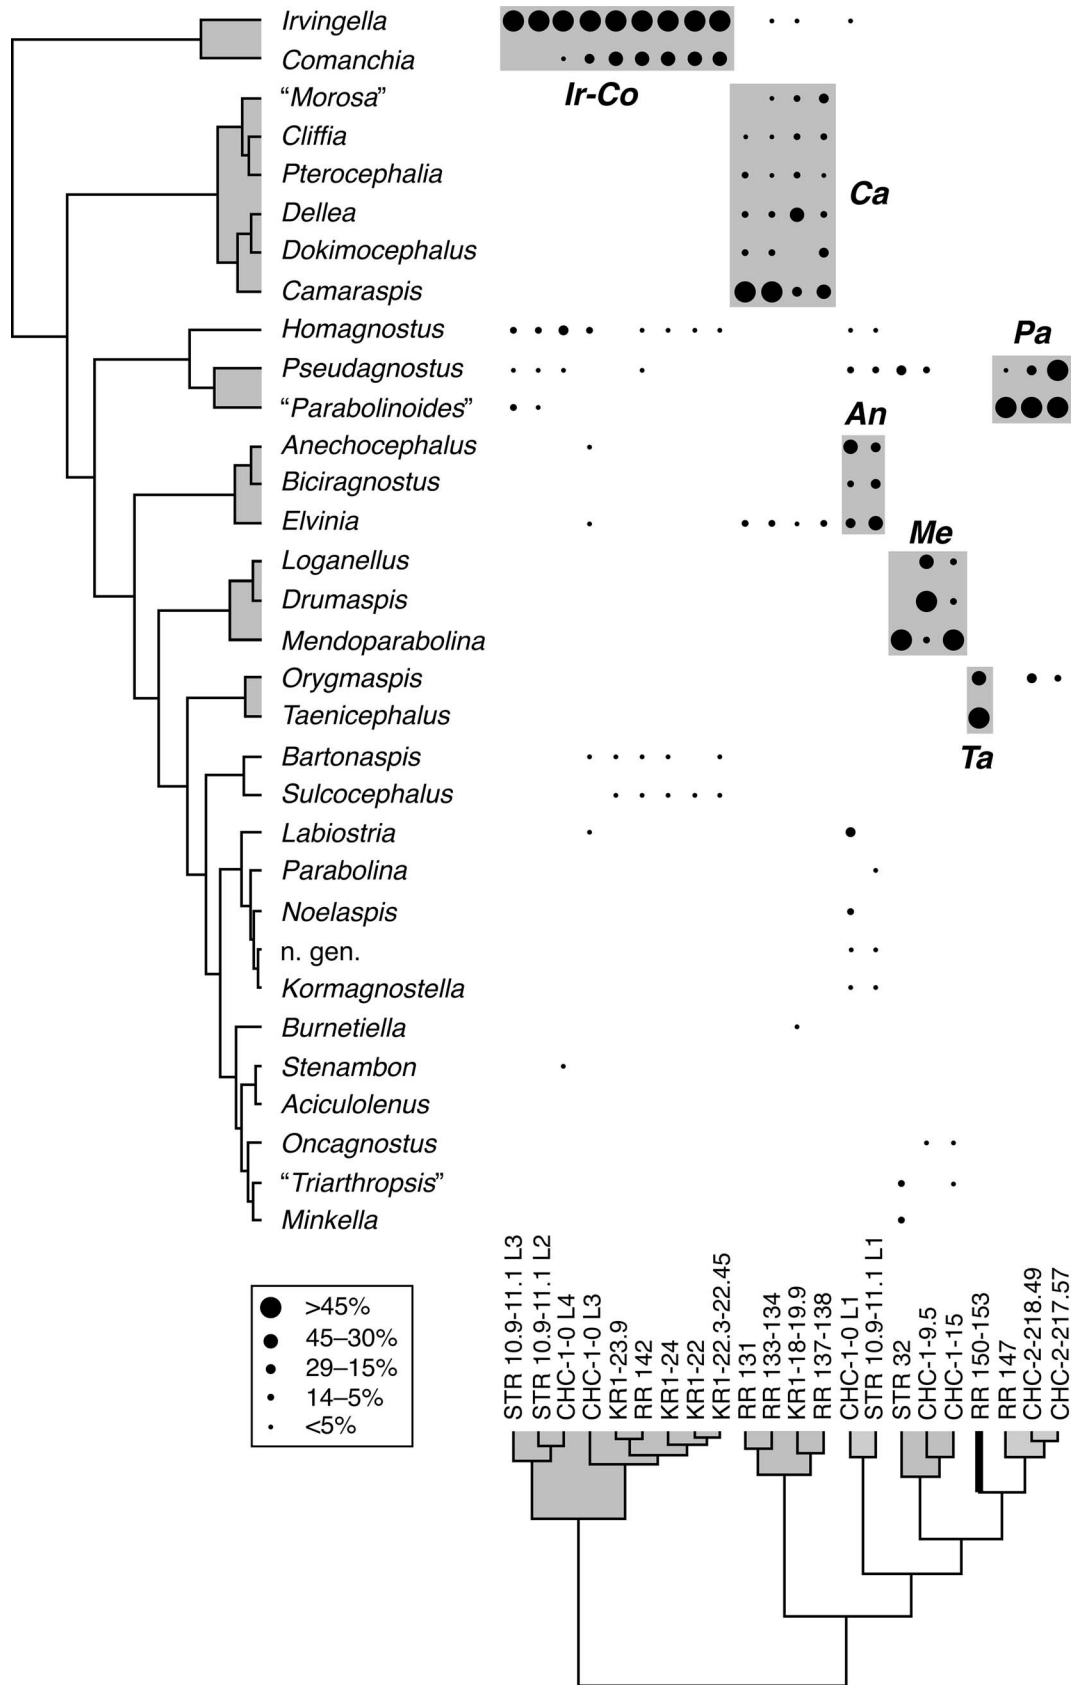 Irvingella
Comanchia
Ir-Co
“Morosa”
Cliffia
Pterocephalia
Ca
Dellea
Dokimocephalus
Camaraspis
Homagnostus
Pa
Pseudagnostus
“Parabolinoides”
An
Anechocephalus
Biciragnostus
Elvinia
Me
Loganellus
Drumaspis
Mendoparabolina
Orygmaspis
Taenicephalus
Ta
Bartonaspis
Sulcocephalus
Labiostria
Parabolina
Noelaspis
n. gen.
Kormagnostella
Burnetiella
Stenambon
Aciculolenus
Oncagnostus
“Triarthropsis”
Minkella
>45%
45–30%
29–15%
14–5%
<5%
STR 10.9-11.1 L3
STR 10.9-11.1 L2
CHC-1-0 L4
CHC-1-0 L3
KR1-23.9
RR 142
KR1-24
KR1-22
KR1-22.3-22.45
RR 131
RR 133-134
KR1-18-19.9
RR 137-138
CHC-1-0 L1
STR 10.9-11.1 L1
STR 32
CHC-1-9.5
CHC-1-15
RR 150-153
RR 147
CHC-2-218.49
CHC-2-217.57